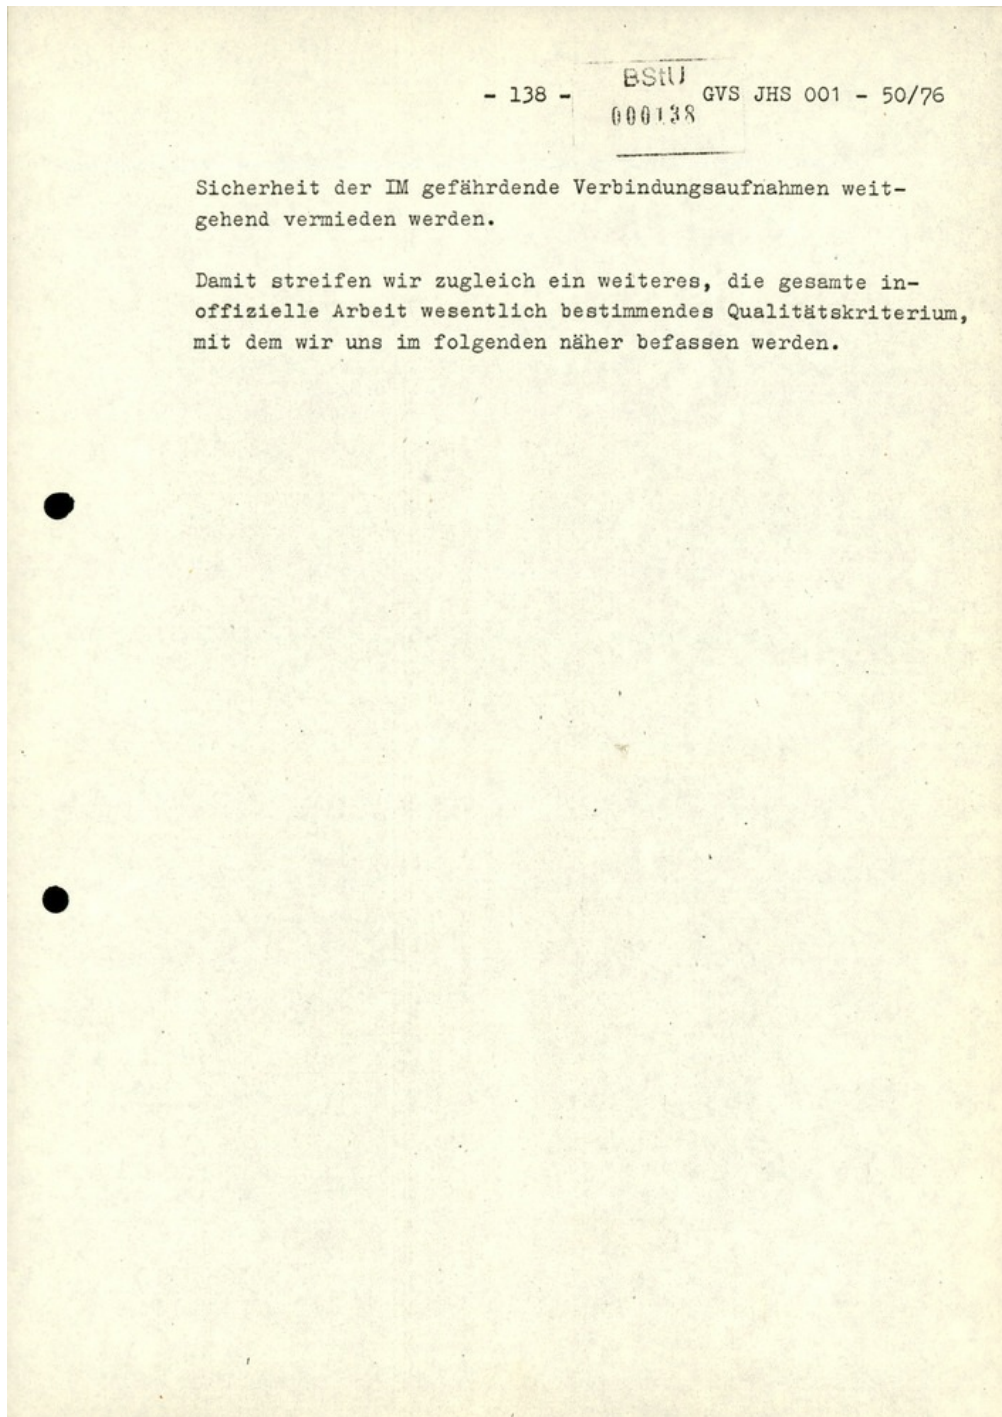 - 138 -
BStU
000138
GVS JHS 001 - 50/76
Sicherheit der IM gefährdende Verbindungsaufnahmen weit-
gehend vermieden werden.
Damit streifen wir zugleich ein weiteres, die gesamte in-
offizielle Arbeit wesentlich bestimmendes Qualitätskriterium,
mit dem wir uns im folgenden näher befassen werden.